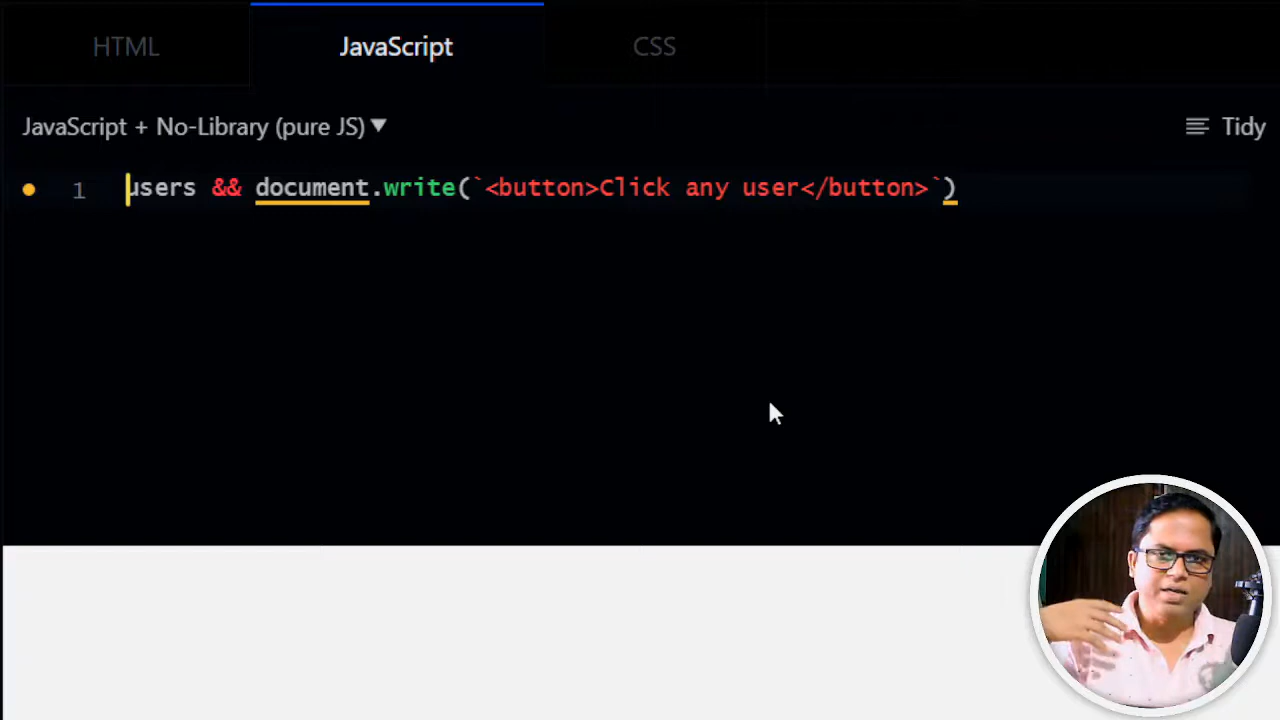 HTML JavaScript CSS
JavaScript + No-Library (pure JS) ▼ Tidy
1 users && document.write(`<button>Click any user</button>`)